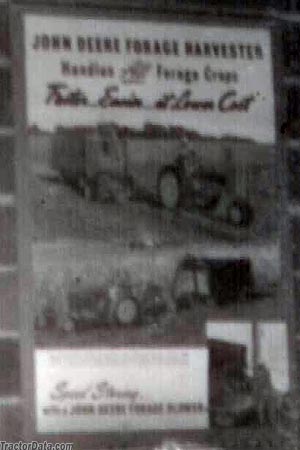 JOHN DEERE FORAGE HARVESTER
Handles All Forage Crops
Faster... Easier... at Lower Cost
Speed Storing...
WITH A JOHN DEERE FORAGE BLOWER
TractorData.com